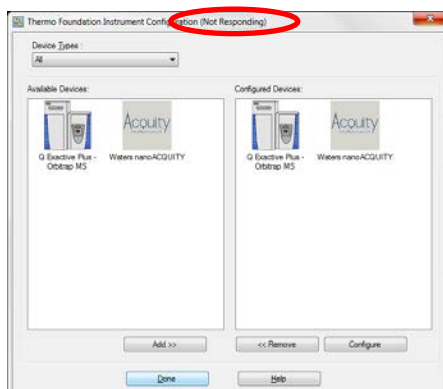 Thermo Foundation Instrument Configuration (Not Responding)
Device Types :
All
Available Devices:
Configured Devices:
Acquity
Acquity
Q Exactive Plus -
Orbitrap MS
Waters nanoACQUITY
Q Exactive Plus -
Orbitrap MS
Waters nanoACQUITY
Add >>
<< Remove
Configure
Done
Help